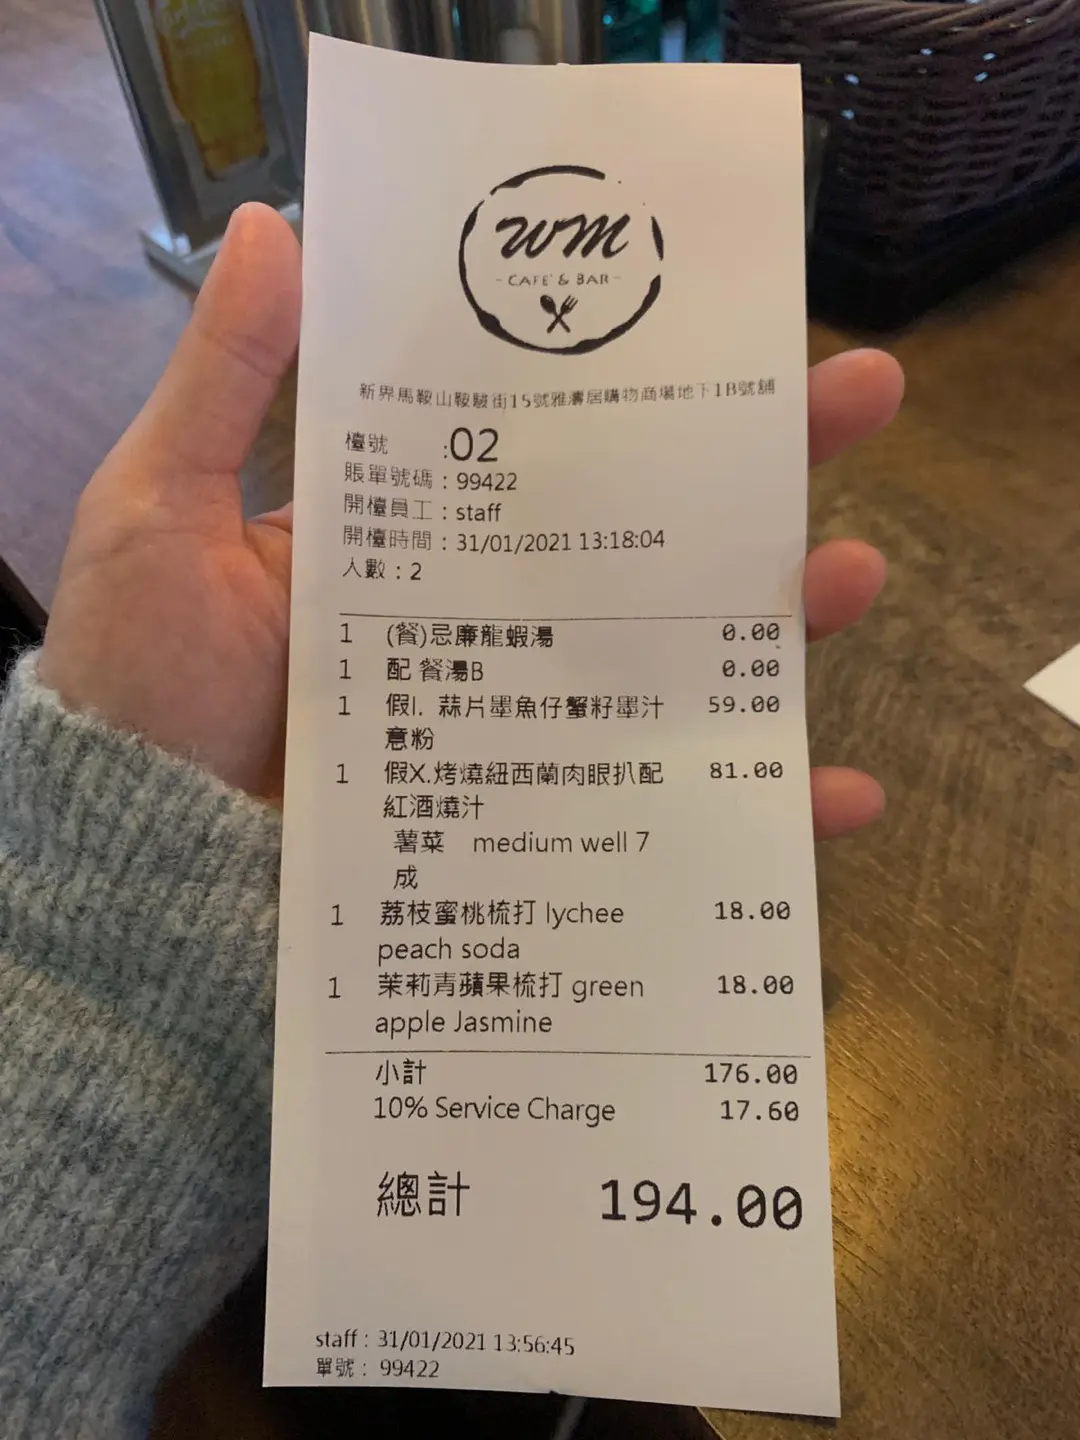 WM
- CAFE' & BAR -
新界馬鞍山鞍駿街15號雅濤居購物商場地下1B號舖
檯號 :02
賬單號碼 : 99422
開檯員工 : staff
開檯時間 : 31/01/2021 13:18:04
人數 : 2
1 (餐)忌廉龍蝦湯 0.00
1 配 餐湯B 0.00
1 假I. 蒜片墨魚仔蟹籽墨汁 59.00
意粉
1 假X.烤燒紐西蘭肉眼扒配 81.00
紅酒燒汁
薯菜 medium well 7
成
1 荔枝蜜桃梳打 lychee 18.00
peach soda
1 茉莉青蘋果梳打 green 18.00
apple Jasmine
小計 176.00
10% Service Charge 17.60
總計 194.00
staff : 31/01/2021 13:56:45
單號 : 99422